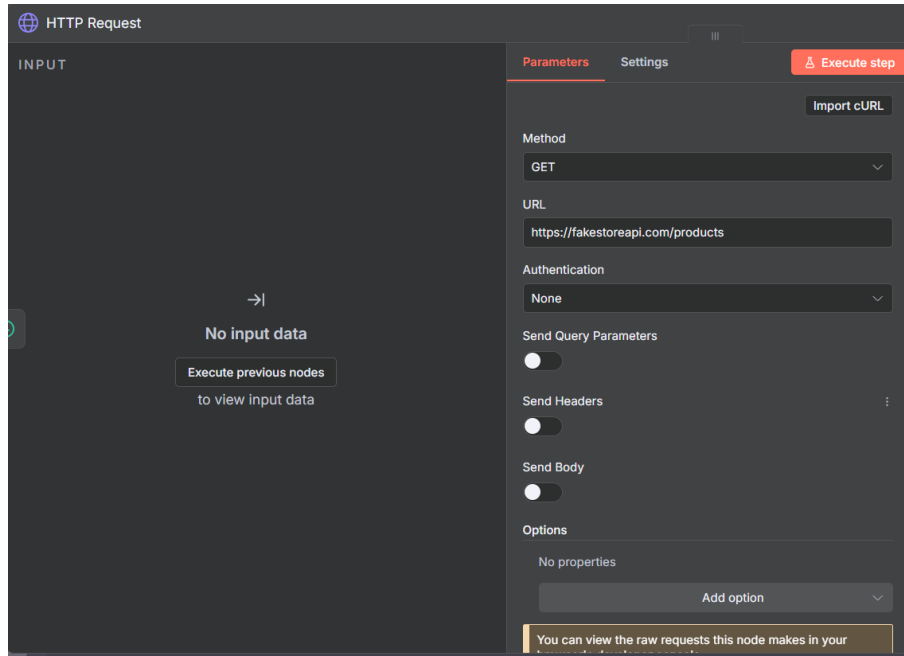 HTTP Request
INPUT
No input data
Execute previous nodes
to view input data
Parameters
Settings
Execute step
Import cURL
Method
GET
URL
https://fakestoreapi.com/products
Authentication
None
Send Query Parameters
Send Headers
Send Body
Options
No properties
Add option
You can view the raw requests this node makes in your